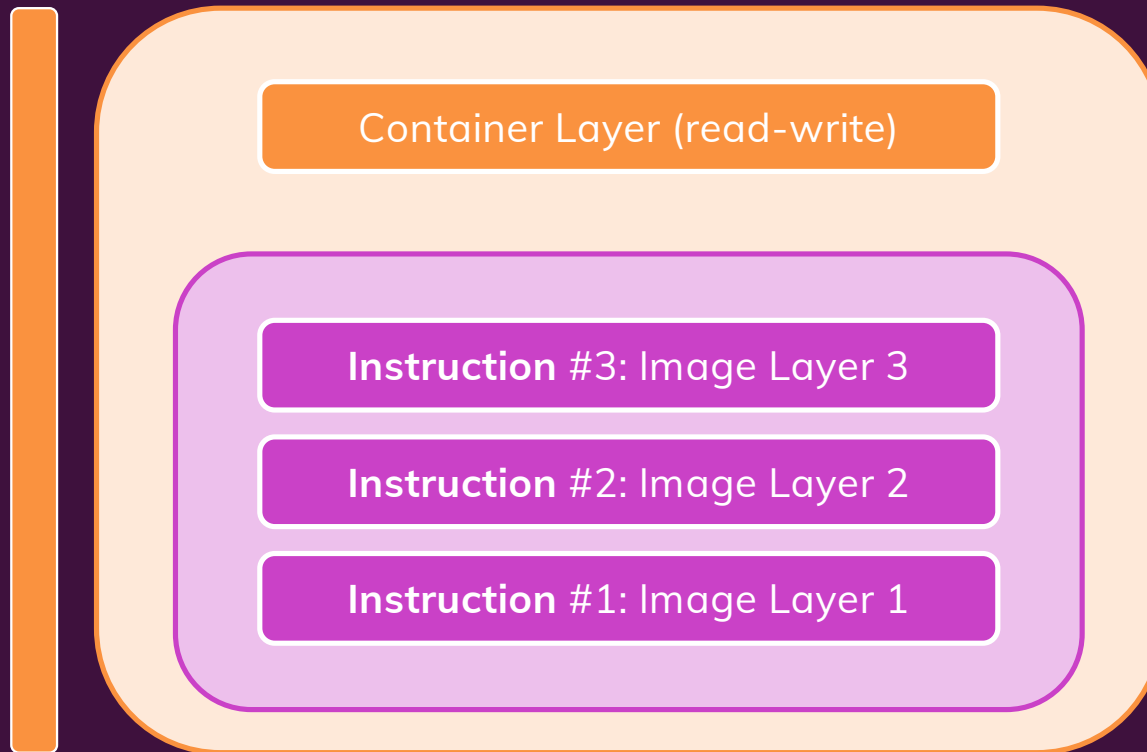 Container Layer (read-write)
Instruction #3: Image Layer 3
Instruction #2: Image Layer 2
Instruction #1: Image Layer 1